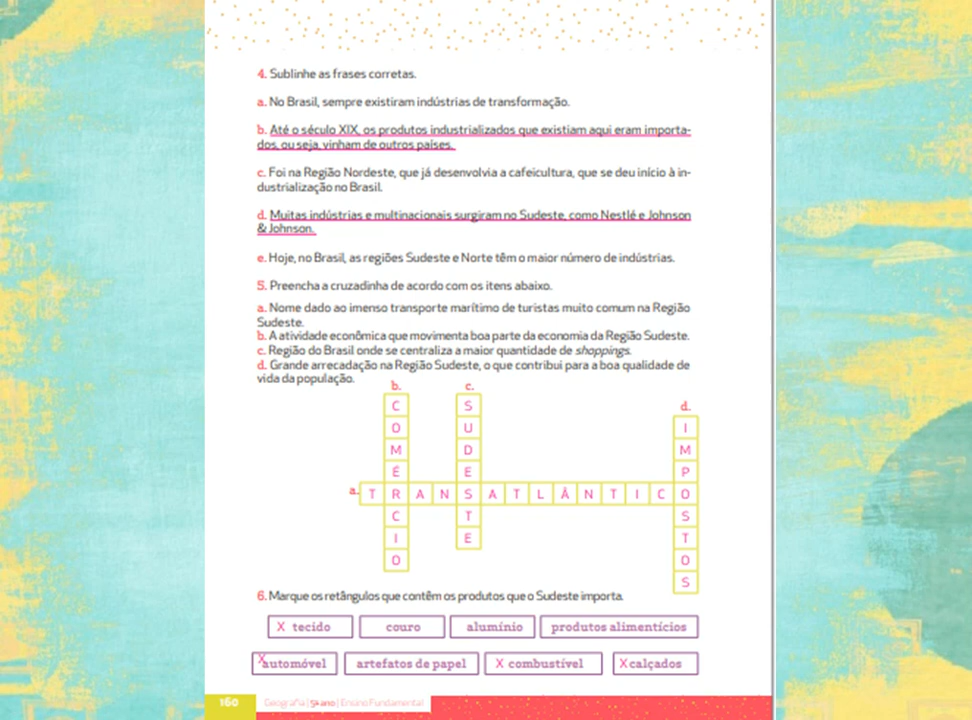 4. Sublinhe as frases corretas.
a. No Brasil, sempre existiram indústrias de transformação.
b. Até o século XIX, os produtos industrializados que existiam aqui eram importa-
dos, ou seja, vinham de outros países.
c. Foi na Região Nordeste, que já desenvolvia a cafeicultura, que se deu início à in-
dustrialização no Brasil.
d. Muitas indústrias e multinacionais surgiram no Sudeste, como Nestlé e Johnson
& Johnson.
e. Hoje, no Brasil, as regiões Sudeste e Norte têm o maior número de indústrias.
5. Preencha a cruzadinha de acordo com os itens abaixo.
a. Nome dado ao imenso transporte marítimo de turistas muito comum na Região
Sudeste.
b. A atividade econômica que movimenta boa parte da economia da Região Sudeste.
c. Região do Brasil onde se centraliza a maior quantidade de shoppings.
d. Grande arrecadação na Região Sudeste, o que contribui para a boa qualidade de
vida da população.
b. c.
C S d.
O U I
M D M
É E P
a. T R A N S A T L Â N T I C O
C T S
I E T
O O
S
6. Marque os retângulos que contêm os produtos que o Sudeste importa.
X tecido couro alumínio produtos alimentícios
X automóvel artefatos de papel X combustível X calçados
160 Geografia | 5º ano | Ensino Fundamental